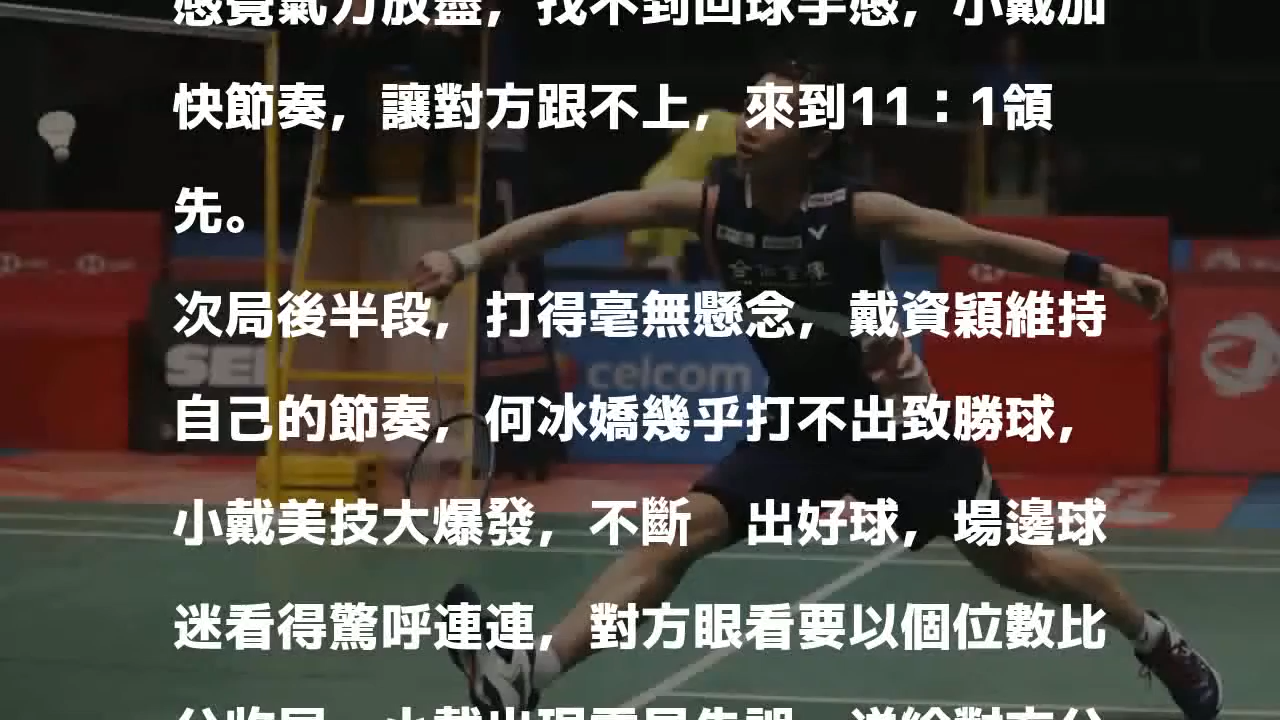 感覺氣力放盡，找不到回球手感，小戴加
快節奏，讓對方跟不上，來到11：1領
先。
次局後半段，打得毫無懸念，戴資穎維持
自己的節奏，何冰嬌幾乎打不出致勝球，
小戴美技大爆發，不斷　出好球，場邊球
迷看得驚呼連連，對方眼看要以個位數比
celcom